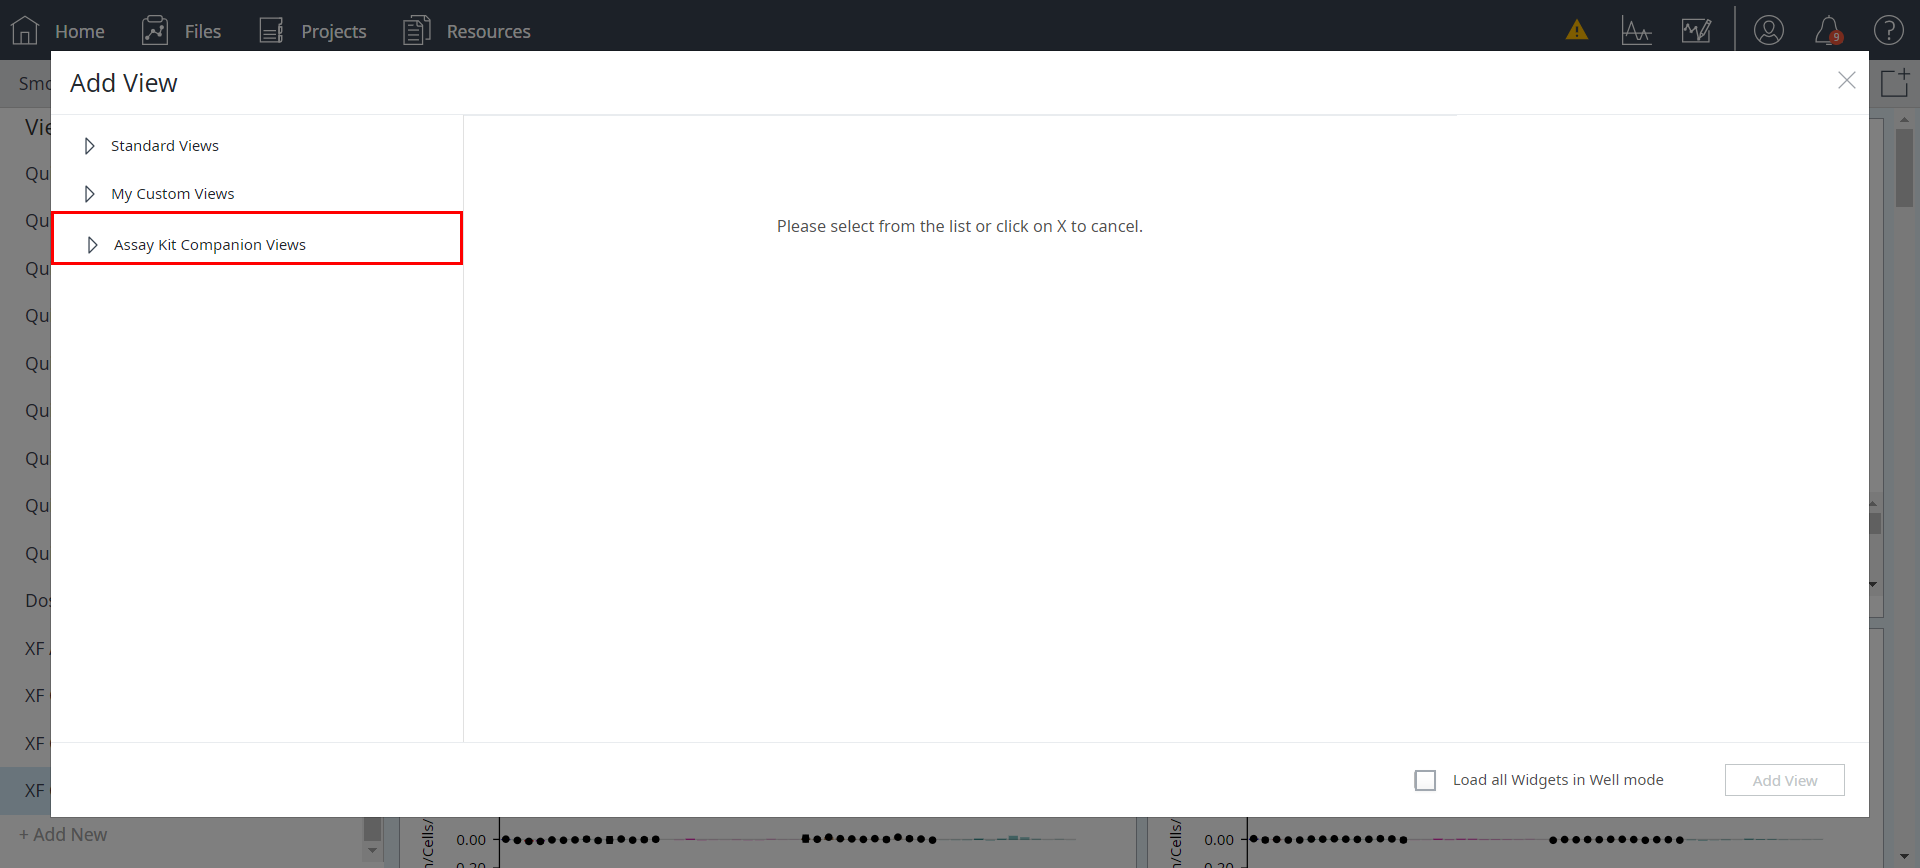 Home Files Projects Resources
9
Add View
Smo
Vie
Standard Views
Qu
My Custom Views
Qu
Please select from the list or click on X to cancel.
Assay Kit Companion Views
Qu
Qu
Qu
Qu
Qu
Qu
Qu
Dos
XF
XF
XF
Load all Widgets in Well mode
Add View
XF
+ Add New
n/Cells/
0.00
n/Cells/
0.00
0.20
0.20